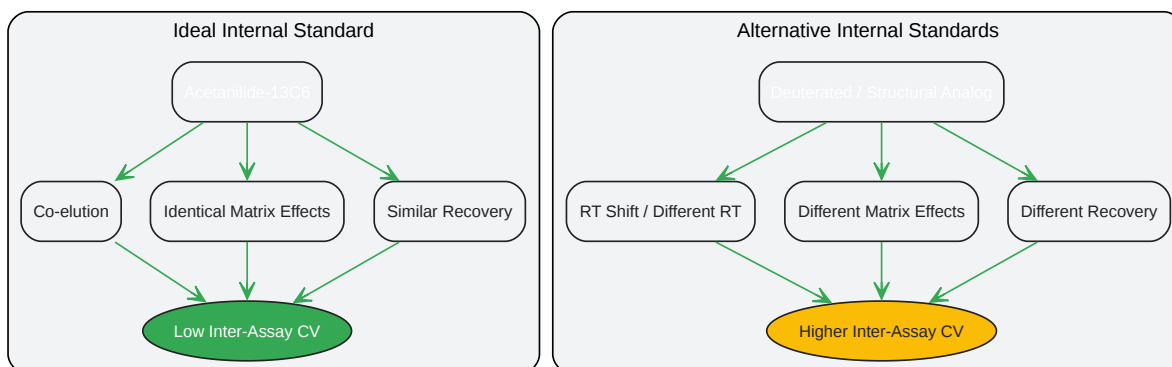 Ideal Internal Standard
Acetanilide-13C6
Co-elution
Identical Matrix Effects
Similar Recovery
Low Inter-Assay CV
Alternative Internal Standards
Deuterated / Structural Analog
RT Shift / Different RT
Different Matrix Effects
Different Recovery
Higher Inter-Assay CV